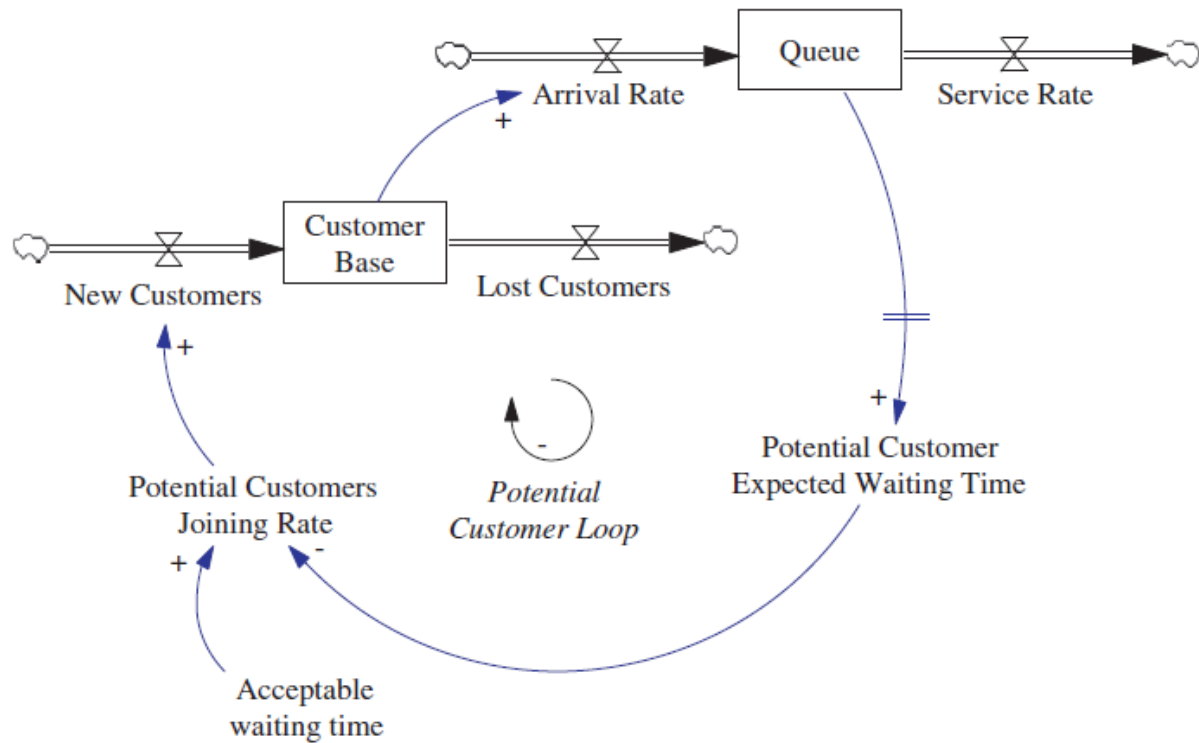 Queue
Arrival Rate
Service Rate
+
Customer
Base
New Customers
Lost Customers
+
+
-
Potential Customer
Expected Waiting Time
Potential Customers
Joining Rate
Potential
Customer Loop
+
-
Acceptable
waiting time